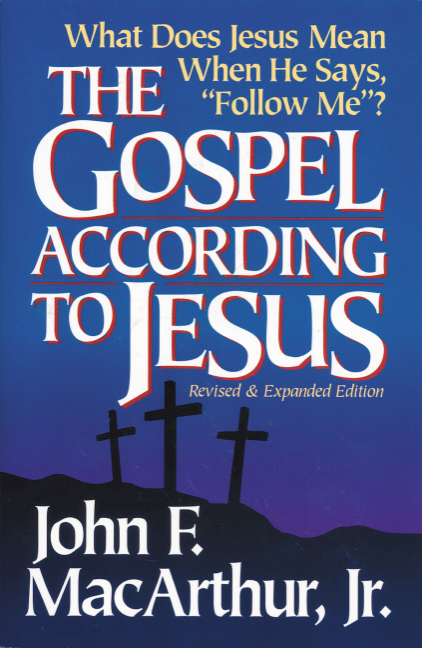 What Does Jesus Mean
When He Says,
"Follow Me"?
THE
GOSPEL
ACCORDING
TO JESUS
Revised & Expanded Edition
John F.
MacArthur, Jr.